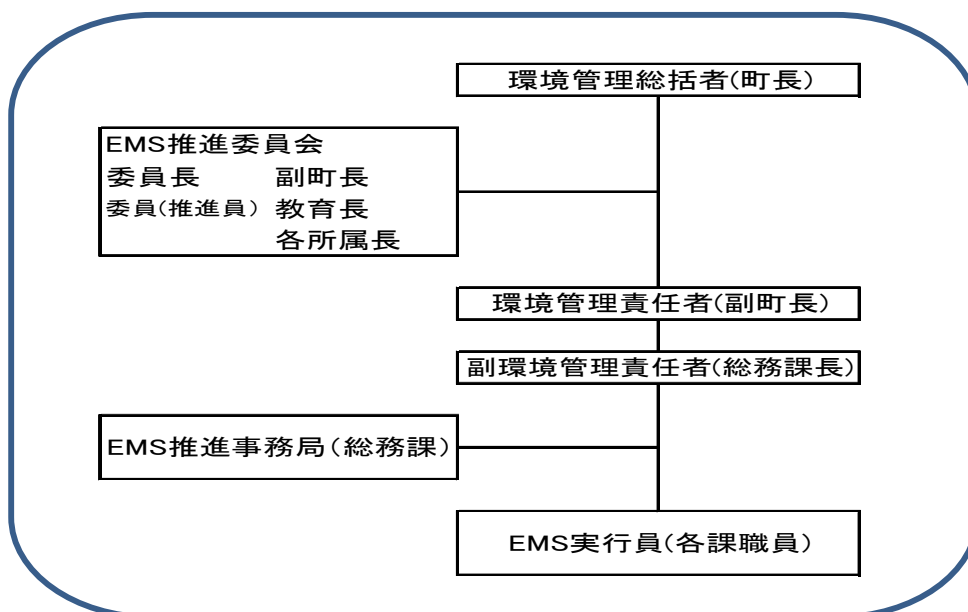 環境管理総括者(町長)
EMS推進委員会
委員長 副町長
委員(推進員) 教育長
各所属長
環境管理責任者(副町長)
副環境管理責任者(総務課長)
EMS推進事務局(総務課)
EMS実行員(各課職員)